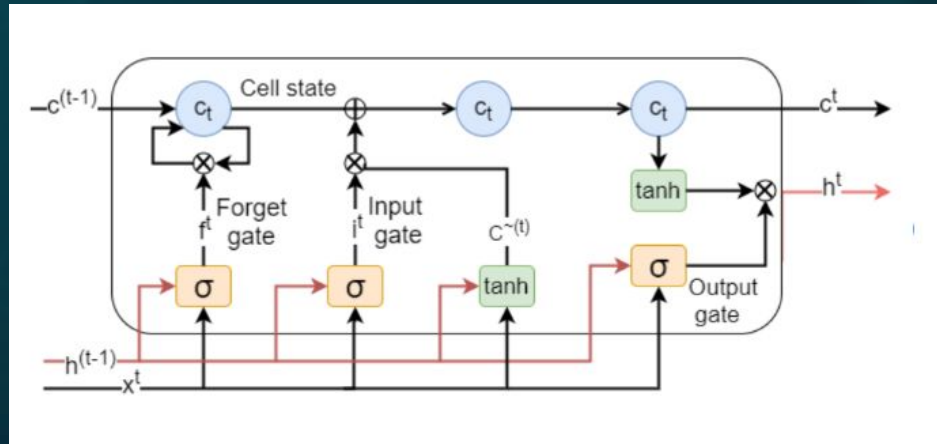 c(t-1)
ct
Cell state
ct
ct
ct
tanh
ht
Forget
gate
ft
Input
gate
it
C~(t)
σ
σ
tanh
σ
Output
gate
h(t-1)
xt